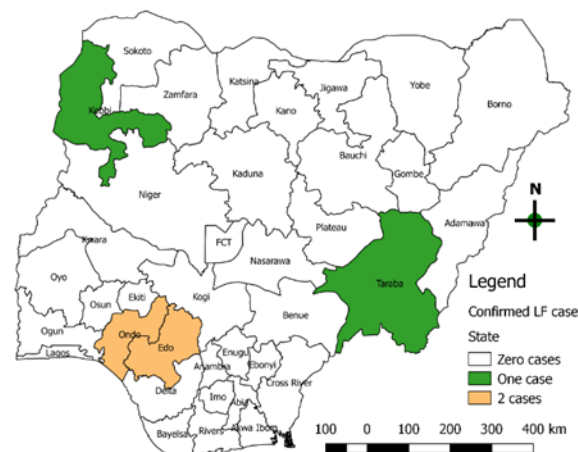 Sokoto
Katsina
Jigawa
Yobe
Borno
Kebbi
Zamfara
Kano
Bauchi
Gombe
Kaduna
Niger
Plateau
Adamawa
N
FCT
Nasarawa
Taraba
Kwara
Oyo
Osun
Ekiti
Kogi
Benue
Ogun
Lagos
Ondo
Edo
Anambra
Enugu
Ebonyi
Cross River
Delta
Imo
Abia
Bayelsa
Rivers
Akwa Ibom
Legend
Confirmed LF case
State
Zero cases
One case
2 cases
100 0 100 200 300 400 km